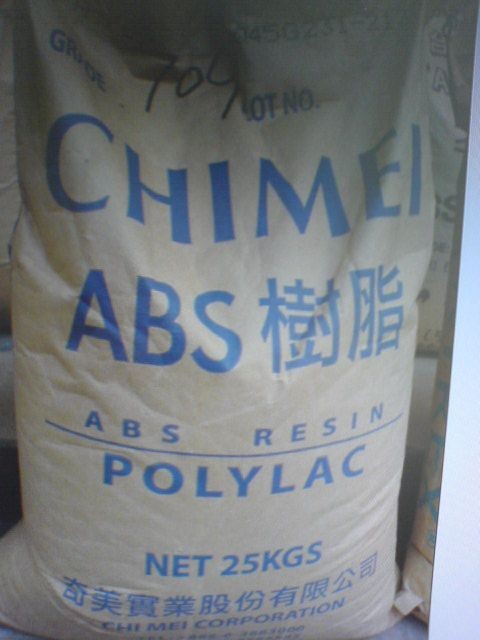 GRADE
LOT NO.
CHIMEI
ABS 樹脂
ABS RESIN
POLYLAC
NET 25KGS
奇美實業股份有限公司
CHI MEI CORPORATION